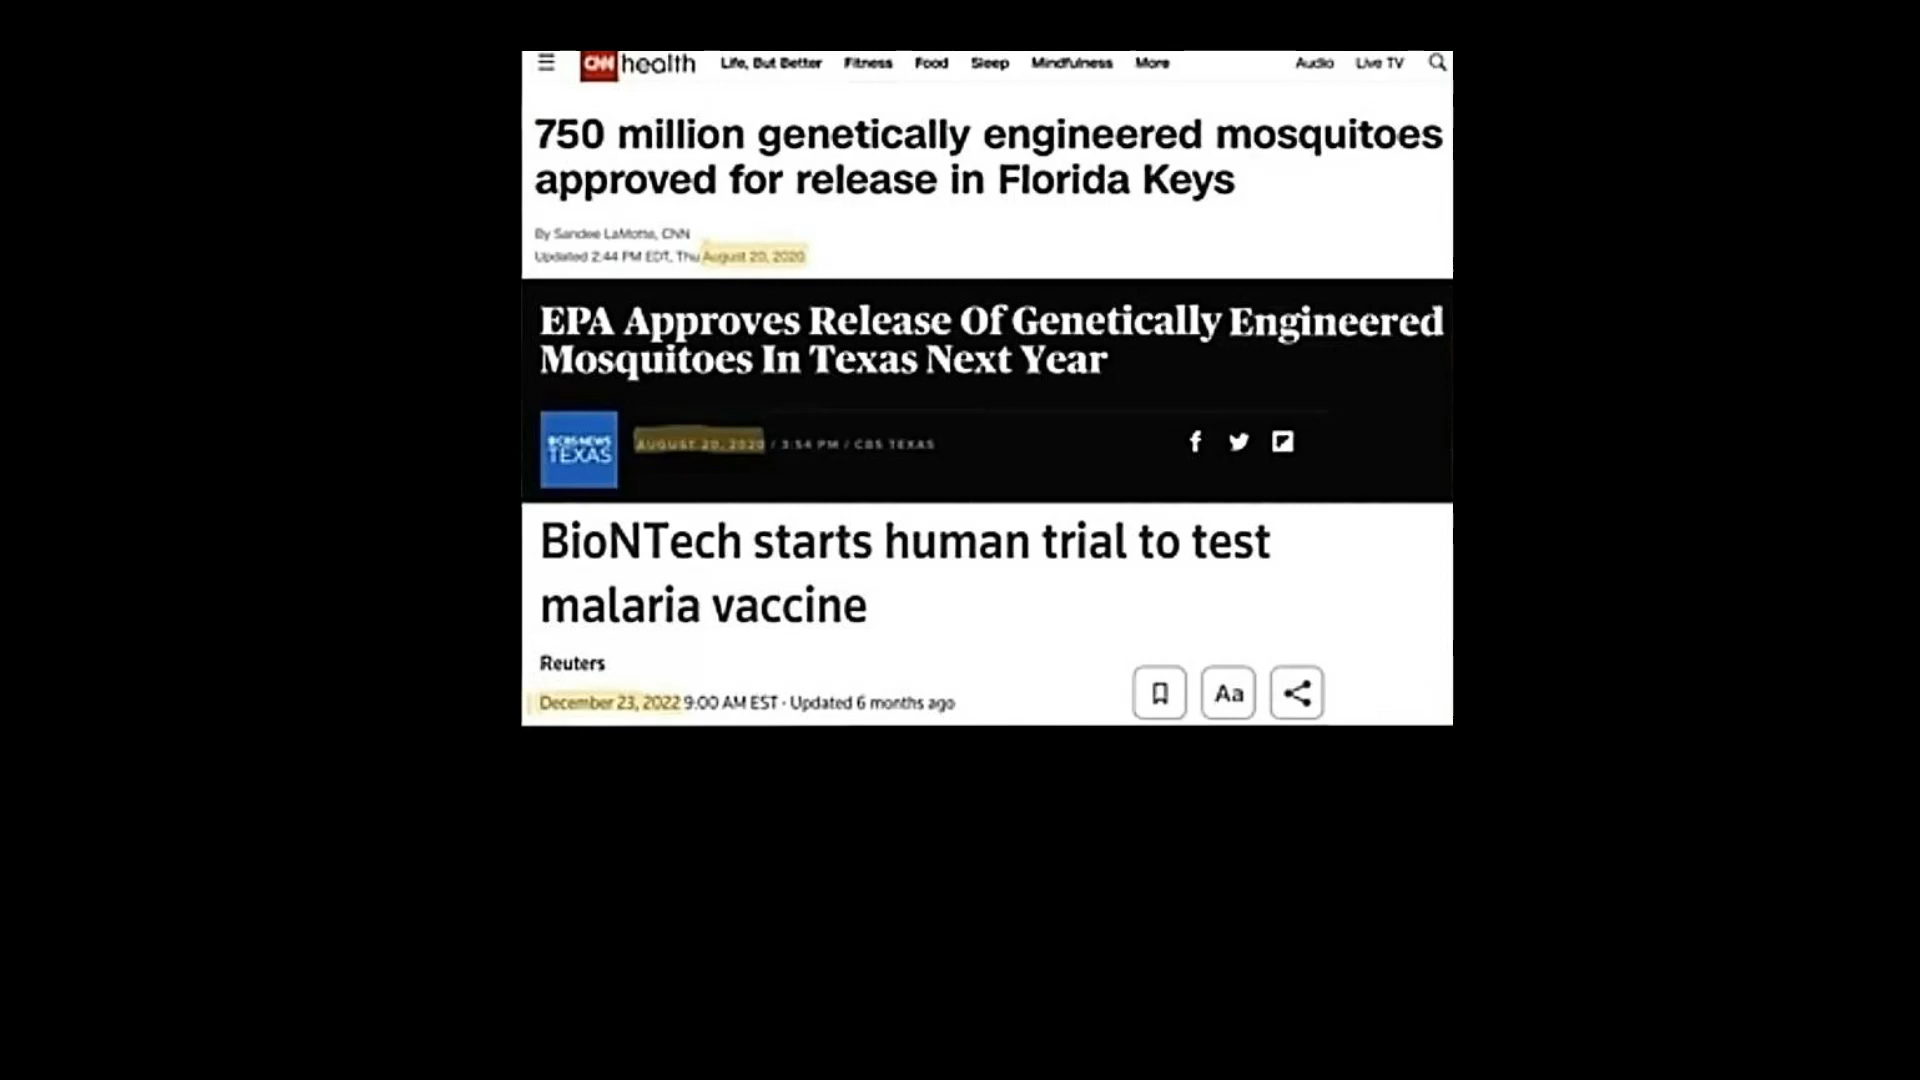 CNN health Life, But Better Fitness Food Sleep Mindfulness More Audio Live TV
750 million genetically engineered mosquitoes
approved for release in Florida Keys
By Sandee LaMotte, CNN
Updated 2:44 PM EDT, Thu August 20, 2020
EPA Approves Release Of Genetically Engineered
Mosquitoes In Texas Next Year
CBS NEWS
TEXAS
AUGUST 20, 2020 / 3:54 PM / CBS TEXAS
BioNTech starts human trial to test
malaria vaccine
Reuters
December 23, 2022 9:00 AM EST · Updated 6 months ago
Aa